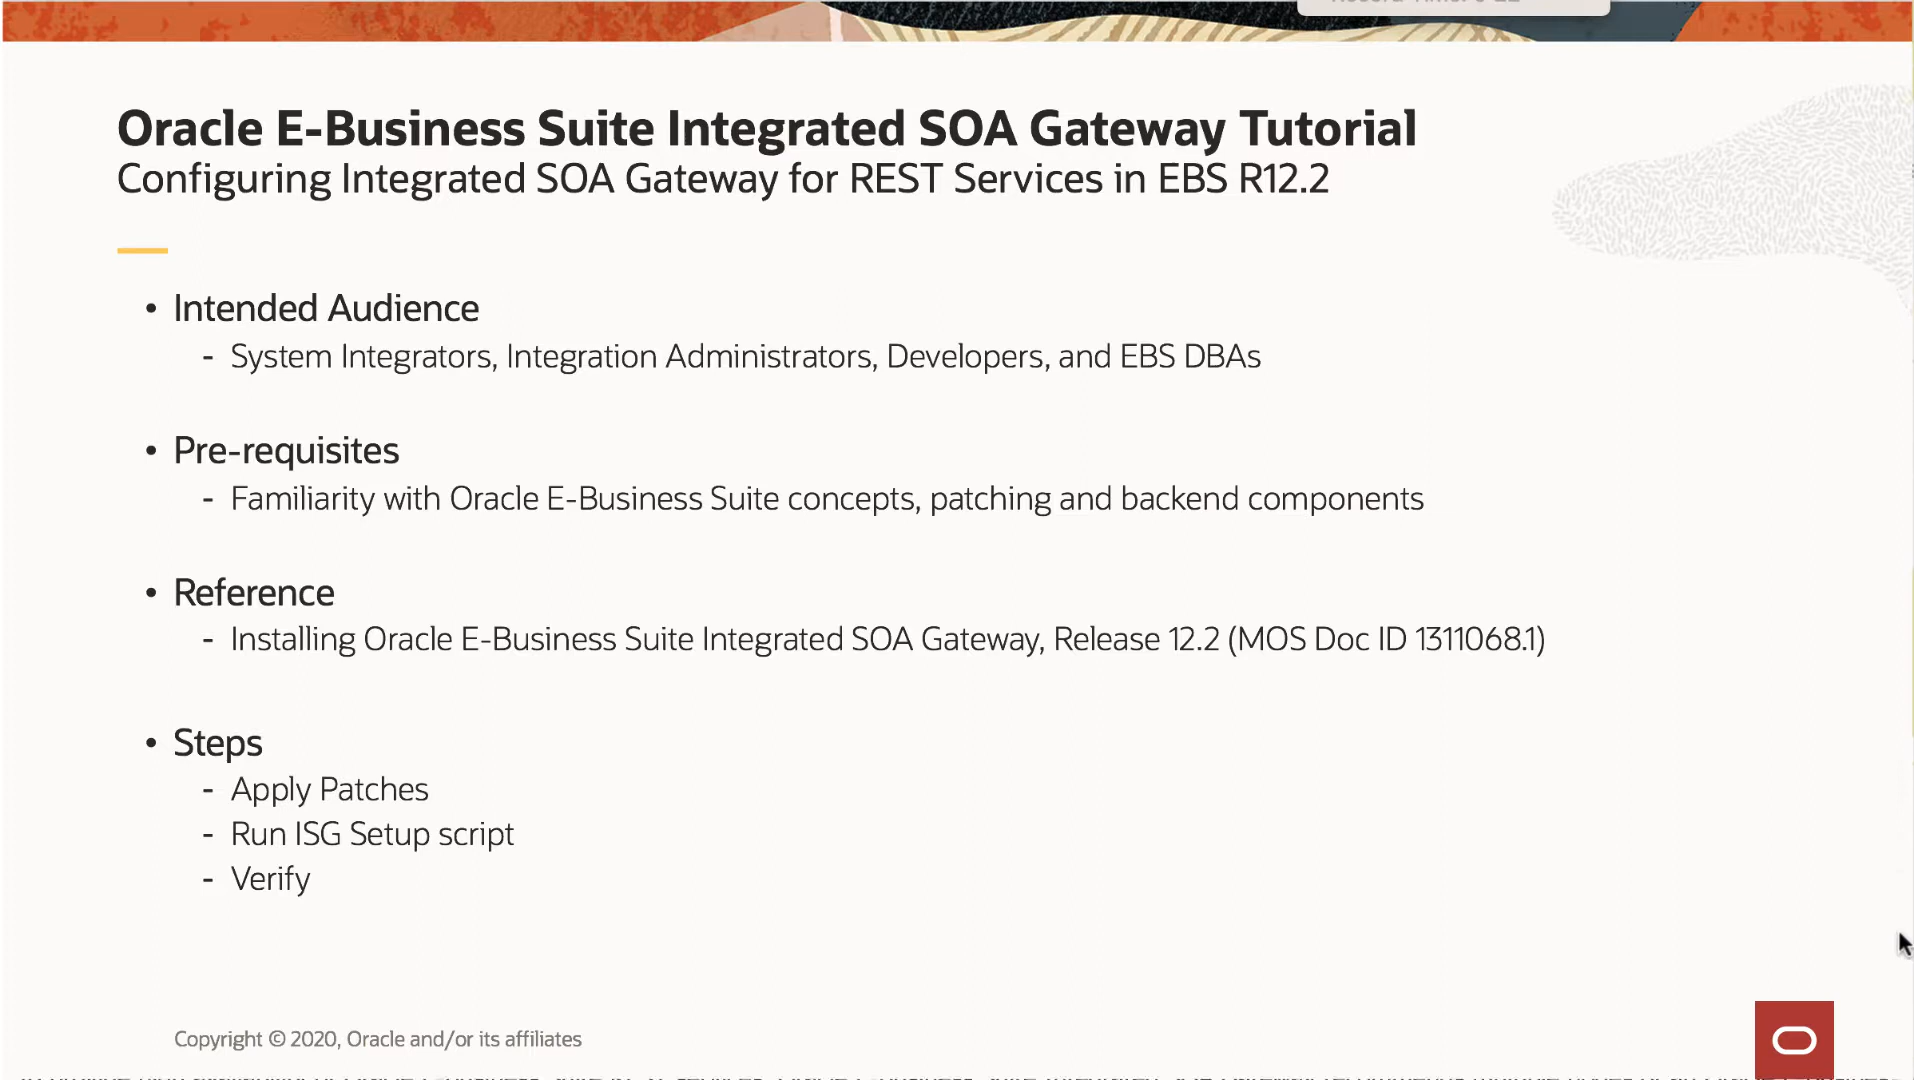 Oracle E-Business Suite Integrated SOA Gateway Tutorial
Configuring Integrated SOA Gateway for REST Services in EBS R12.2
• Intended Audience
- System Integrators, Integration Administrators, Developers, and EBS DBAs
• Pre-requisites
- Familiarity with Oracle E-Business Suite concepts, patching and backend components
• Reference
- Installing Oracle E-Business Suite Integrated SOA Gateway, Release 12.2 (MOS Doc ID 1311068.1)
• Steps
- Apply Patches
- Run ISG Setup script
- Verify
Copyright © 2020, Oracle and/or its affiliates